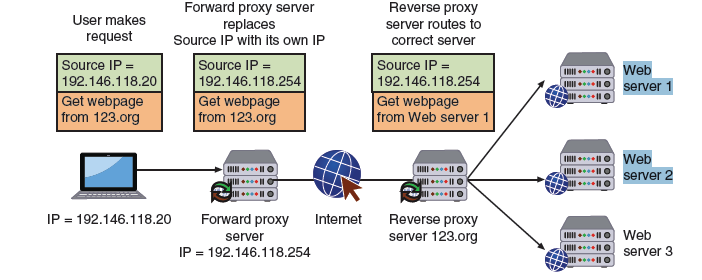 User makes
request
Forward proxy server
replaces
Source IP with its own IP
Reverse proxy
server routes to
correct server
Source IP =
192.146.118.20
Get webpage
from 123.org
Source IP =
192.146.118.254
Get webpage
from 123.org
Source IP =
192.146.118.254
Get webpage
from Web server 1
Web
server 1
Web
server 2
Web
server 3
IP = 192.146.118.20
Forward proxy
server
IP = 192.146.118.254
Internet
Reverse proxy
server 123.org